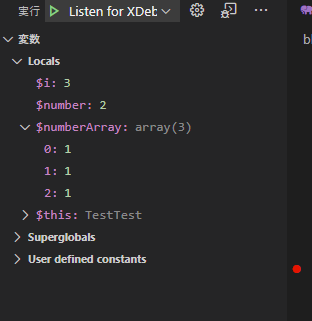 実行 Listen for XDeb
変数
Locals
$i: 3
$number: 2
$numberArray: array(3)
0: 1
1: 1
2: 1
$this: TestTest
Superglobals
User defined constants